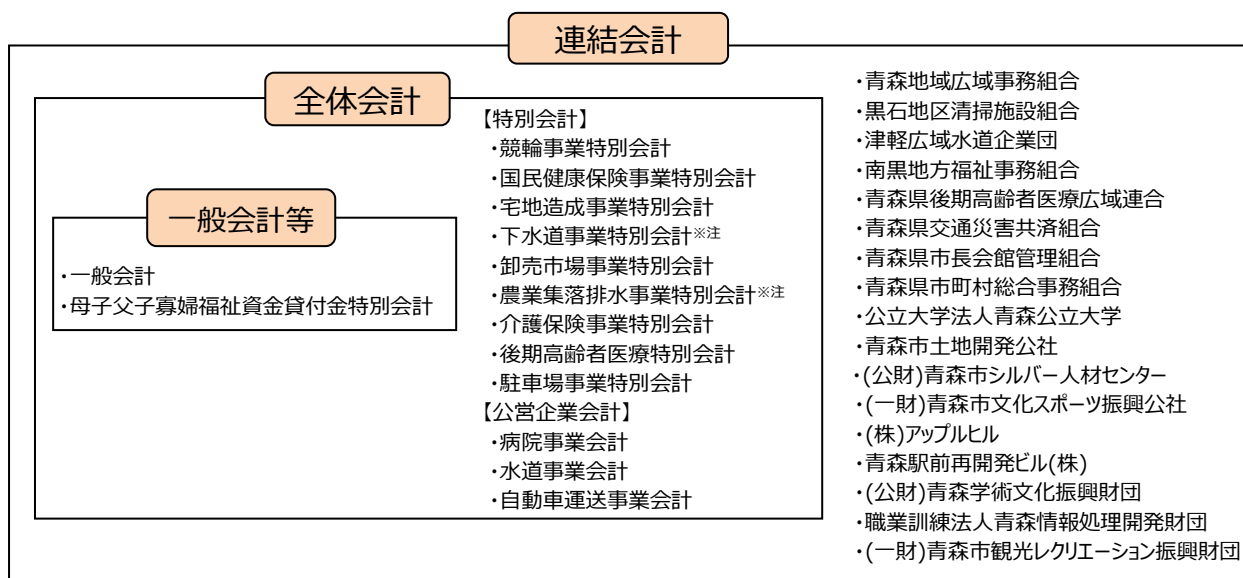 連結会計
全体会計
一般会計等
・一般会計
・母子父子寡婦福祉資金貸付金特別会計
【特別会計】
・競輪事業特別会計
・国民健康保険事業特別会計
・宅地造成事業特別会計
・下水道事業特別会計※注
・卸売市場事業特別会計
・農業集落排水事業特別会計※注
・介護保険事業特別会計
・後期高齢者医療特別会計
・駐車場事業特別会計
【公営企業会計】
・病院事業会計
・水道事業会計
・自動車運送事業会計
・青森地域広域事務組合
・黒石地区清掃施設組合
・津軽広域水道企業団
・南黒地方福祉事務組合
・青森県後期高齢者医療広域連合
・青森県交通災害共済組合
・青森県市長会館管理組合
・青森県市町村総合事務組合
・公立大学法人青森公立大学
・青森市土地開発公社
・(公財)青森市シルバー人材センター
・(一財)青森市文化スポーツ振興公社
・(株)アップルヒル
・青森駅前再開発ビル(株)
・(公財)青森学術文化振興財団
・職業訓練法人青森情報処理開発財団
・(一財)青森市観光レクリエーション振興財団